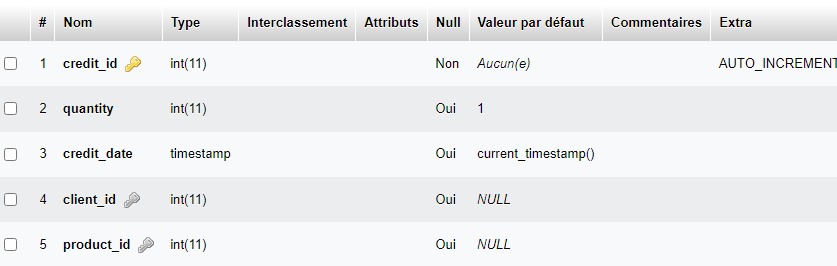 # Nom Type Interclassement Attributs Null Valeur par défaut Commentaires Extra
1 credit_id int(11) Non Aucun(e) AUTO_INCREMENT
2 quantity int(11) Oui 1
3 credit_date timestamp Oui current_timestamp()
4 client_id int(11) Oui NULL
5 product_id int(11) Oui NULL